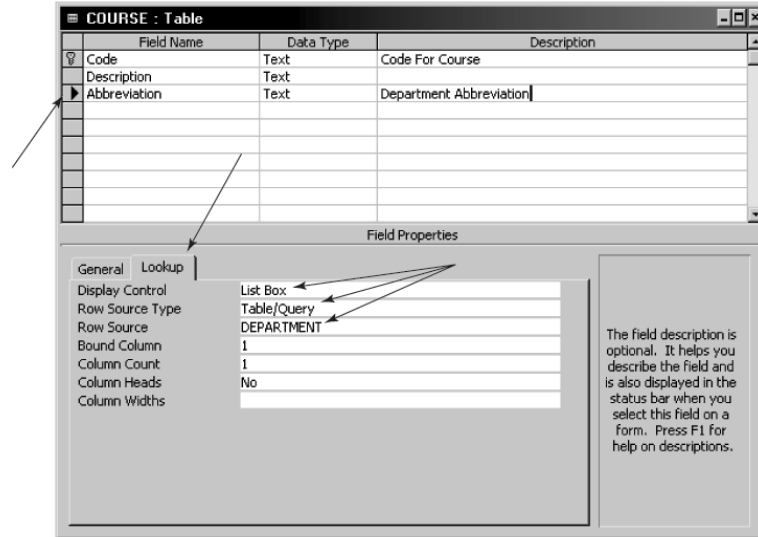 COURSE : Table
Field Name Data Type Description
Code Text Code For Course
Description Text
Abbreviation Text Department Abbreviation
Field Properties
General Lookup
Display Control List Box
Row Source Type Table/Query
Row Source DEPARTMENT
Bound Column 1
Column Count 1
Column Heads No
Column Widths
The field description is
optional. It helps you
describe the field and
is also displayed in the
status bar when you
select this field on a
form. Press F1 for
help on descriptions.